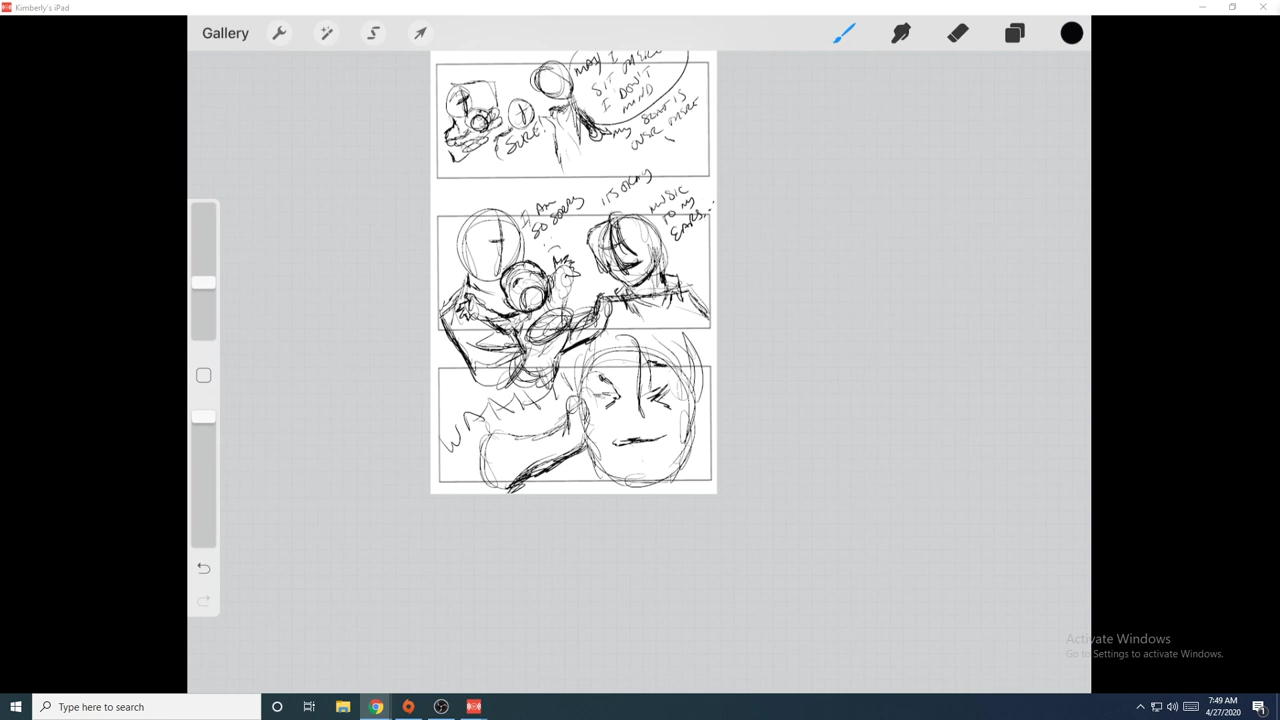 Kimberly's iPad
Gallery
MAY I
SIT
I DON'T
MIND
MY SEAT IS
OVER THERE
SURE.
I AM
SO SORRY
ITS OKAY
MUSIC
TO MY
EARS...
WAAH!
Activate Windows
Go to Settings to activate Windows.
Type here to search
7:49 AM
4/27/2020